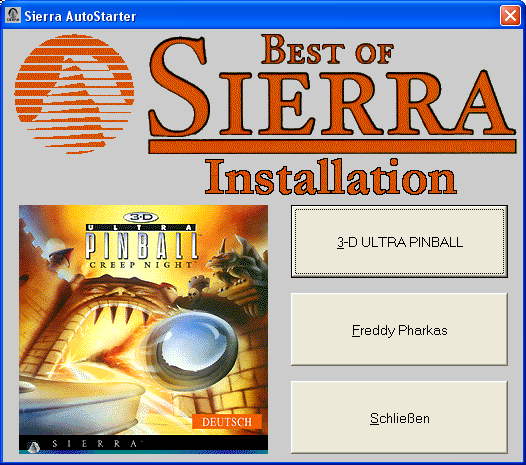 Sierra AutoStarter
BEST OF
SIERRA
Installation
3-D
ULTRA
PINBALL
CREEP NIGHT
DEUTSCH
SIERRA
3-D ULTRA PINBALL
Freddy Pharkas
Schließen